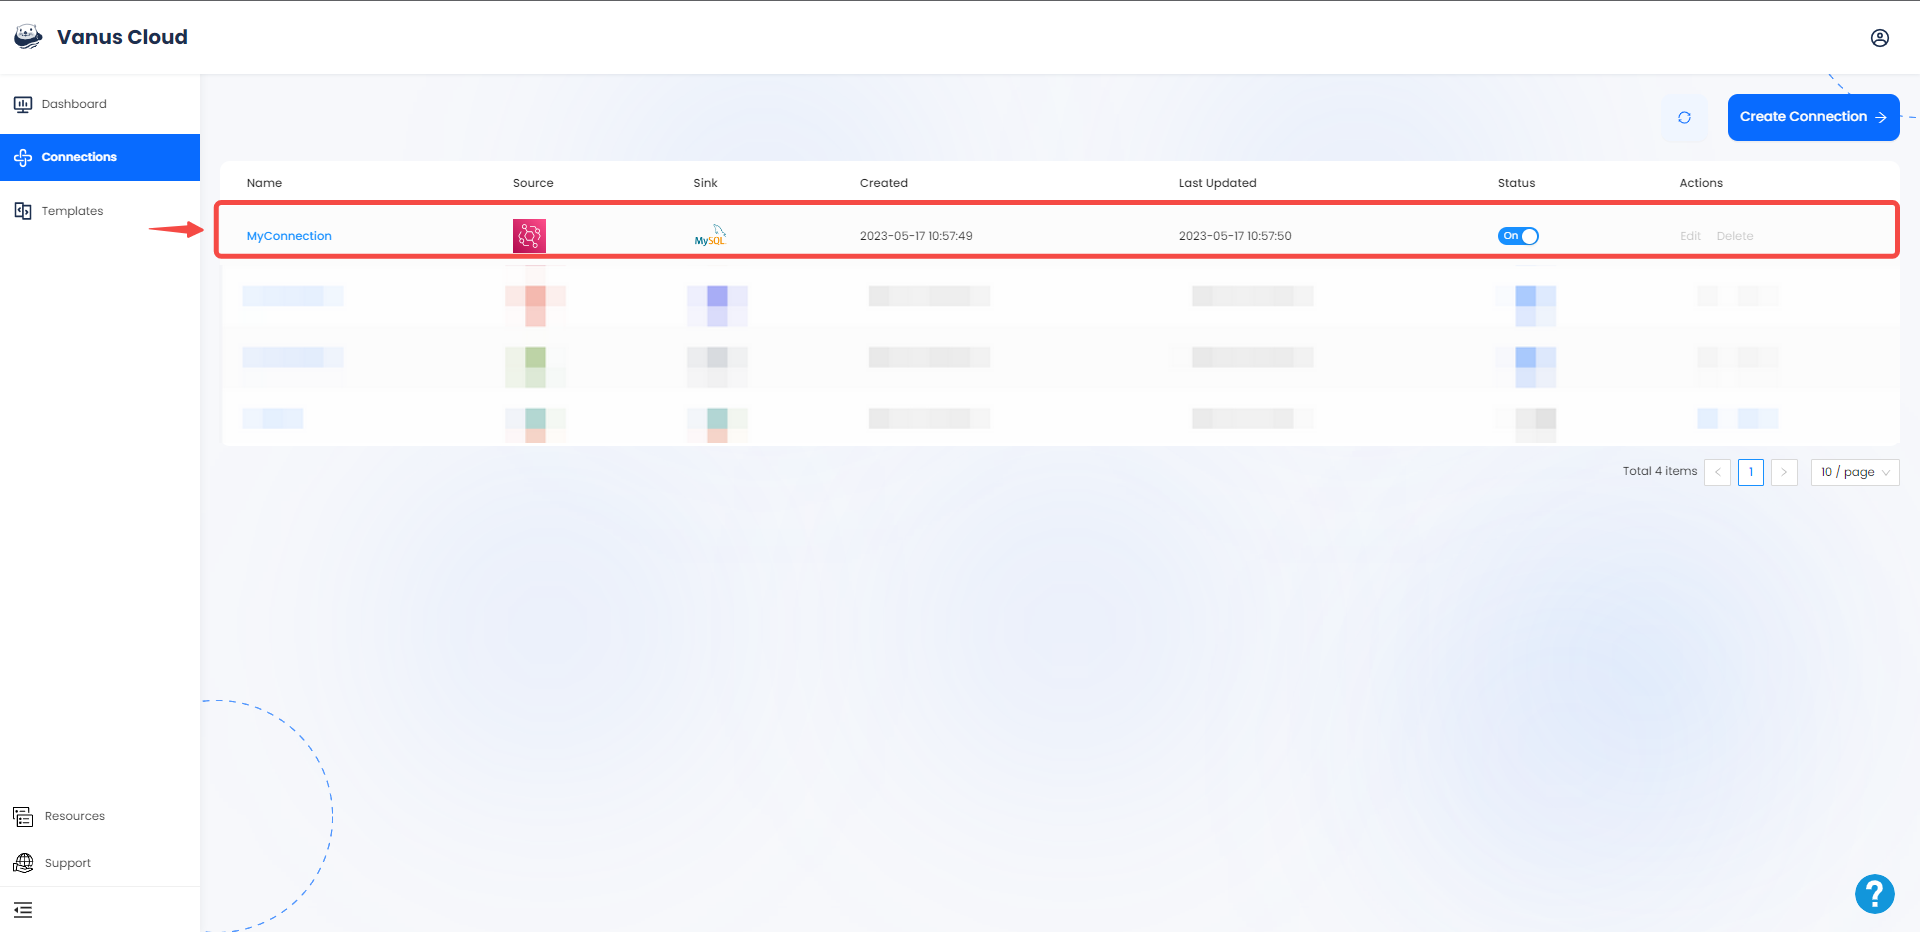 Vanus Cloud
Dashboard
Connections
Templates
Resources
Support
Create Connection
Name Source Sink Created Last Updated Status Actions
MyConnection MySQL 2023-05-17 10:57:49 2023-05-17 10:57:50 On Edit Delete
Total 4 items < 1 > 10 / page
?